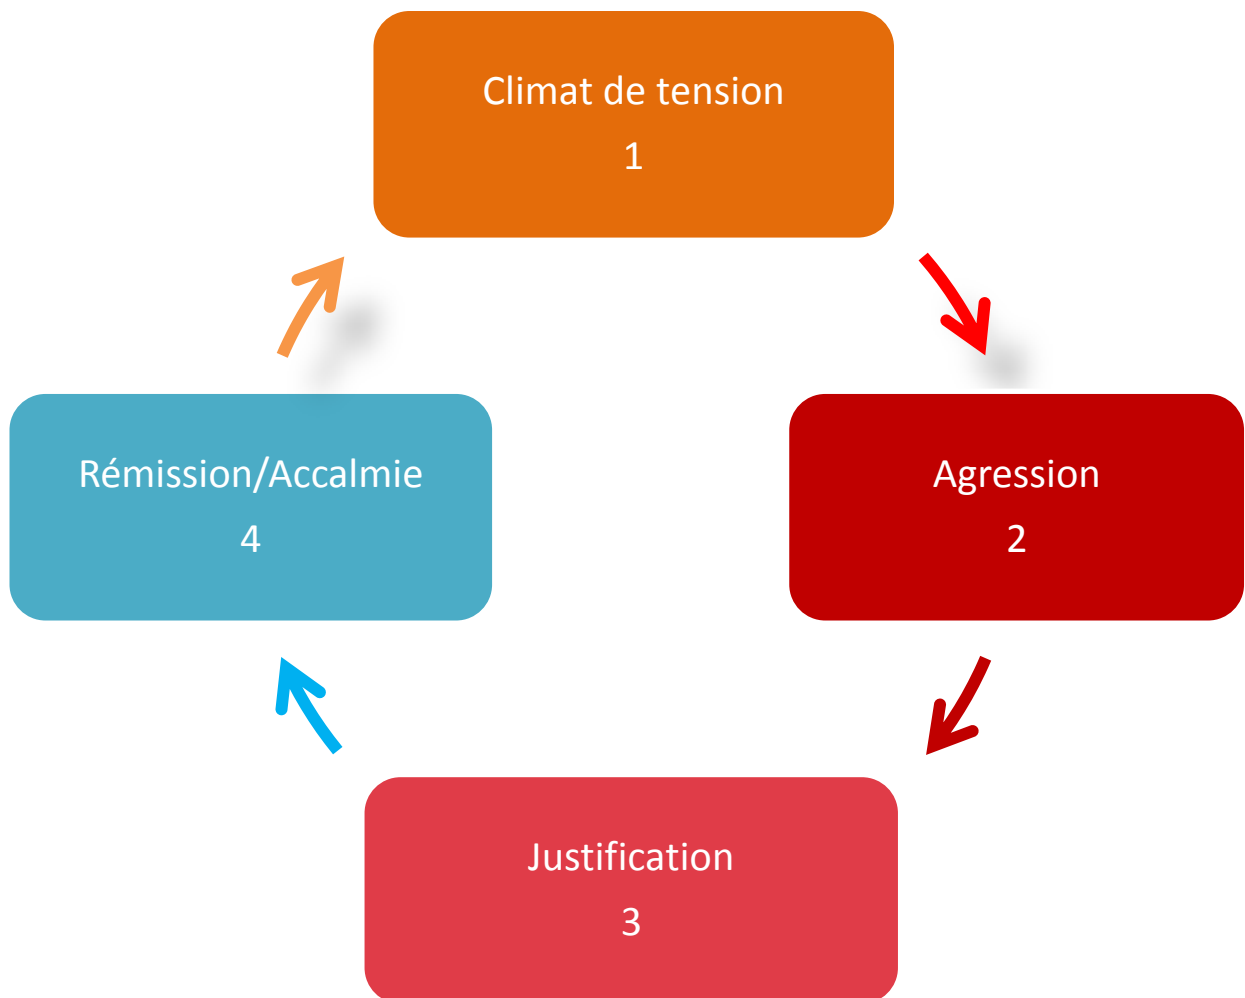 Climat de tension
1
Agression
2
Justification
3
Rémission/Accalmie
4